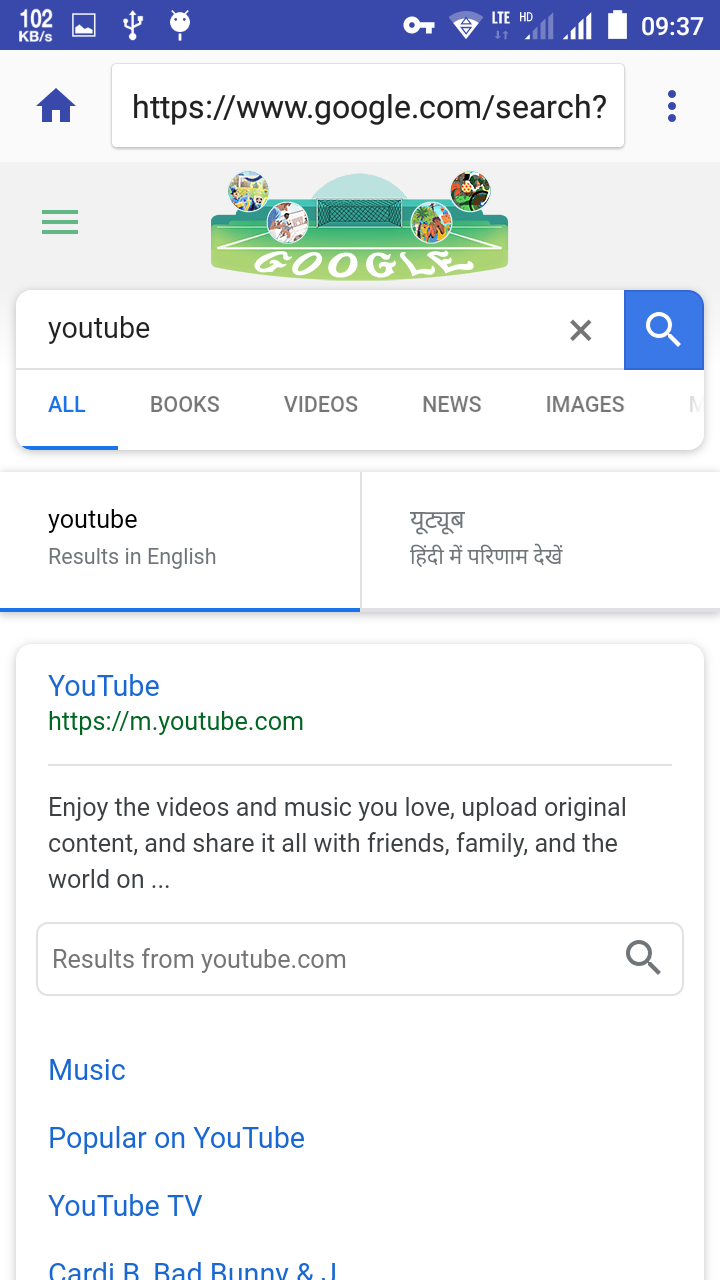 102
KB/s
LTE
HD
09:37
https://www.google.com/search?
GOOGLE
youtube
ALL
BOOKS
VIDEOS
NEWS
IMAGES
youtube
Results in English
यूट्यूब
हिंदी में परिणाम देखें
YouTube
https://m.youtube.com
Enjoy the videos and music you love, upload original
content, and share it all with friends, family, and the
world on ...
Results from youtube.com
Music
Popular on YouTube
YouTube TV
Cardi B, Bad Bunny & J